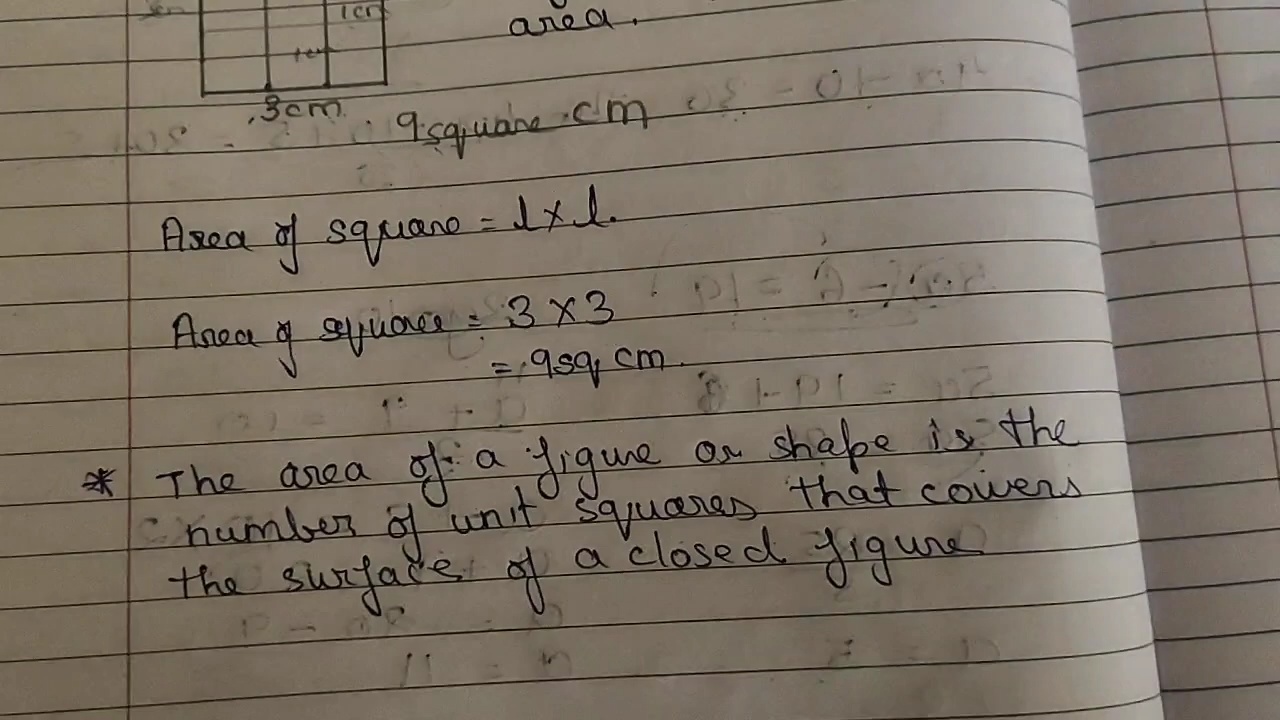 1cm
area.
3cm
9 square cm
Area of square = l x l.
Area of square = 3 x 3
= 9 sq cm.
* The area of a figure or shape is the
number of unit squares that cowers
the surface of a closed figure